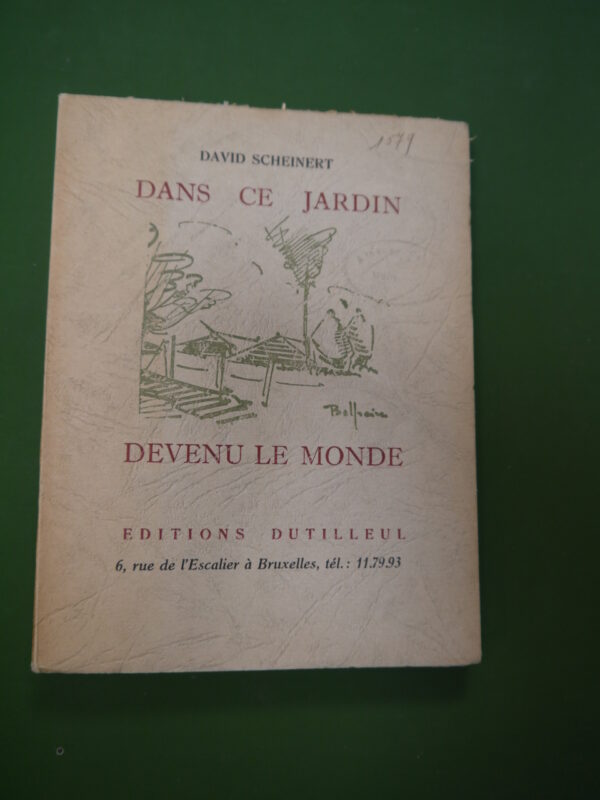 1579
DAVID SCHEINERT
DANS CE JARDIN
DEVENU LE MONDE
EDITIONS DUTILLEUL
6, rue de l'Escalier à Bruxelles, tél.: 11.79.93